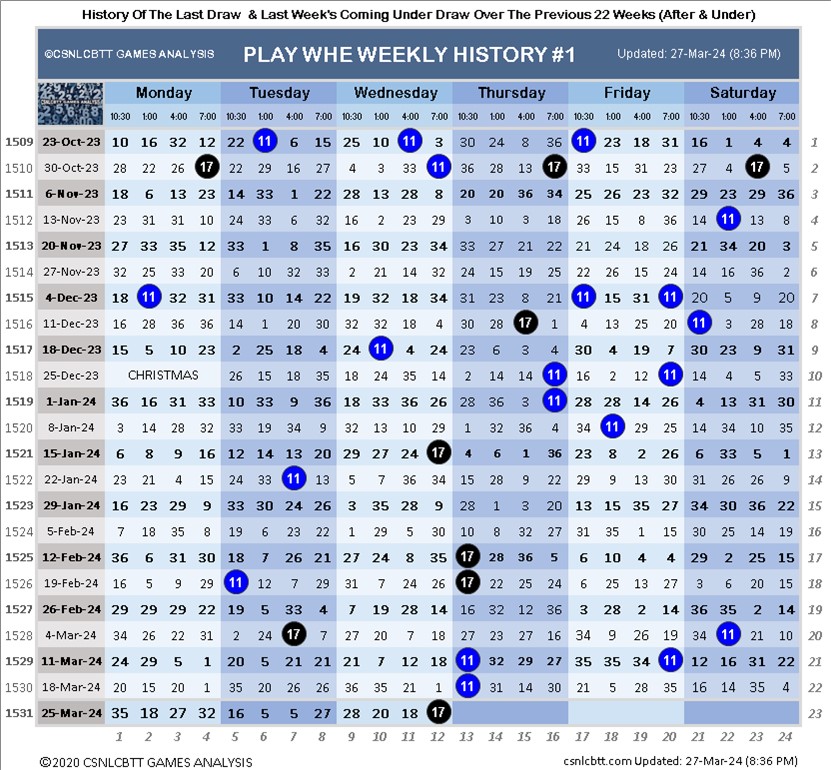 History Of The Last Draw & Last Week's Coming Under Draw Over The Previous 22 Weeks (After & Under)
©CSNLCBTT GAMES ANALYSIS PLAY WHE WEEKLY HISTORY #1 Updated: 27-Mar-24 (8:36 PM)
Monday Tuesday Wednesday Thursday Friday Saturday
10:30 1:00 4:00 7:00 10:30 1:00 4:00 7:00 10:30 1:00 4:00 7:00 10:30 1:00 4:00 7:00 10:30 1:00 4:00 7:00 10:30 1:00 4:00 7:00
1509 23-Oct-23 10 16 32 12 22 11 6 15 25 10 11 3 30 24 8 36 11 23 18 31 16 1 4 4 1
1510 30-Oct-23 28 22 26 17 22 29 16 27 4 3 33 11 36 28 13 17 33 15 31 23 27 4 17 5 2
1511 6-Nov-23 18 6 13 23 14 33 1 22 28 13 28 8 20 20 36 34 25 26 23 32 29 23 29 36 3
1512 13-Nov-23 23 31 31 10 24 33 6 32 16 2 23 29 3 10 3 18 26 15 8 36 14 11 13 8 4
1513 20-Nov-23 27 33 35 12 33 1 8 35 16 30 23 34 33 27 21 22 21 24 18 26 21 34 20 3 5
1514 27-Nov-23 32 25 33 20 6 10 32 33 2 21 14 32 24 15 19 25 22 26 15 24 14 16 36 2 6
1515 4-Dec-23 18 11 32 31 33 10 14 22 19 32 18 34 31 23 8 21 11 15 31 11 20 5 9 20 7
1516 11-Dec-23 16 28 36 36 14 1 20 30 32 32 18 4 30 28 17 1 4 13 25 20 11 3 28 18 8
1517 18-Dec-23 15 5 10 23 2 25 18 4 24 11 4 24 23 6 3 4 30 4 19 7 30 23 9 31 9
1518 25-Dec-23 CHRISTMAS 26 15 18 35 18 24 35 14 2 14 14 11 16 2 12 11 14 4 5 33 10
1519 1-Jan-24 36 16 31 33 10 33 9 36 18 33 36 26 28 36 3 11 28 28 14 26 4 13 31 30 11
1520 8-Jan-24 3 14 28 32 33 19 34 9 32 13 10 29 1 32 36 4 34 11 18 33 14 34 10 35 12
1521 15-Jan-24 6 8 9 16 12 14 13 20 29 27 24 17 4 6 1 36 23 8 2 26 6 33 5 1 13
1522 22-Jan-24 23 21 4 15 24 33 11 13 5 7 36 34 15 28 9 22 29 9 13 30 31 26 26 9 14
1523 29-Jan-24 16 23 29 9 33 30 24 26 3 35 28 9 28 1 3 20 13 15 35 27 34 30 36 22 15
1524 5-Feb-24 7 18 35 8 19 6 23 22 1 29 5 30 10 8 32 27 31 35 1 15 30 25 14 19 16
1525 12-Feb-24 36 6 31 30 18 7 26 21 27 24 8 35 17 28 36 5 6 10 4 4 29 2 25 15 17
1526 19-Feb-24 16 5 9 29 11 12 7 29 31 7 24 26 17 22 25 24 6 25 13 27 3 6 20 15 18
1527 26-Feb-24 29 29 29 22 19 5 33 4 7 19 28 14 16 32 12 36 3 28 2 14 36 35 2 14 19
1528 4-Mar-24 34 26 22 31 2 24 17 7 27 20 7 18 27 23 27 16 34 9 26 19 34 11 21 10 20
1529 11-Mar-24 24 29 5 1 20 5 21 21 21 7 12 18 11 32 29 27 35 35 34 11 12 16 31 22 21
1530 18-Mar-24 20 15 20 1 35 20 26 26 36 35 21 1 11 31 14 30 21 5 28 35 16 14 35 4 22
1531 25-Mar-24 35 18 27 32 16 5 5 27 28 20 18 17 23
1 2 3 4 5 6 7 8 9 10 11 12 13 14 15 16 17 18 19 20 21 22 23 24
©2020 CSNLCBTT GAMES ANALYSIS csnlcbtt.com Updated: 27-Mar-24 (8:36 PM)